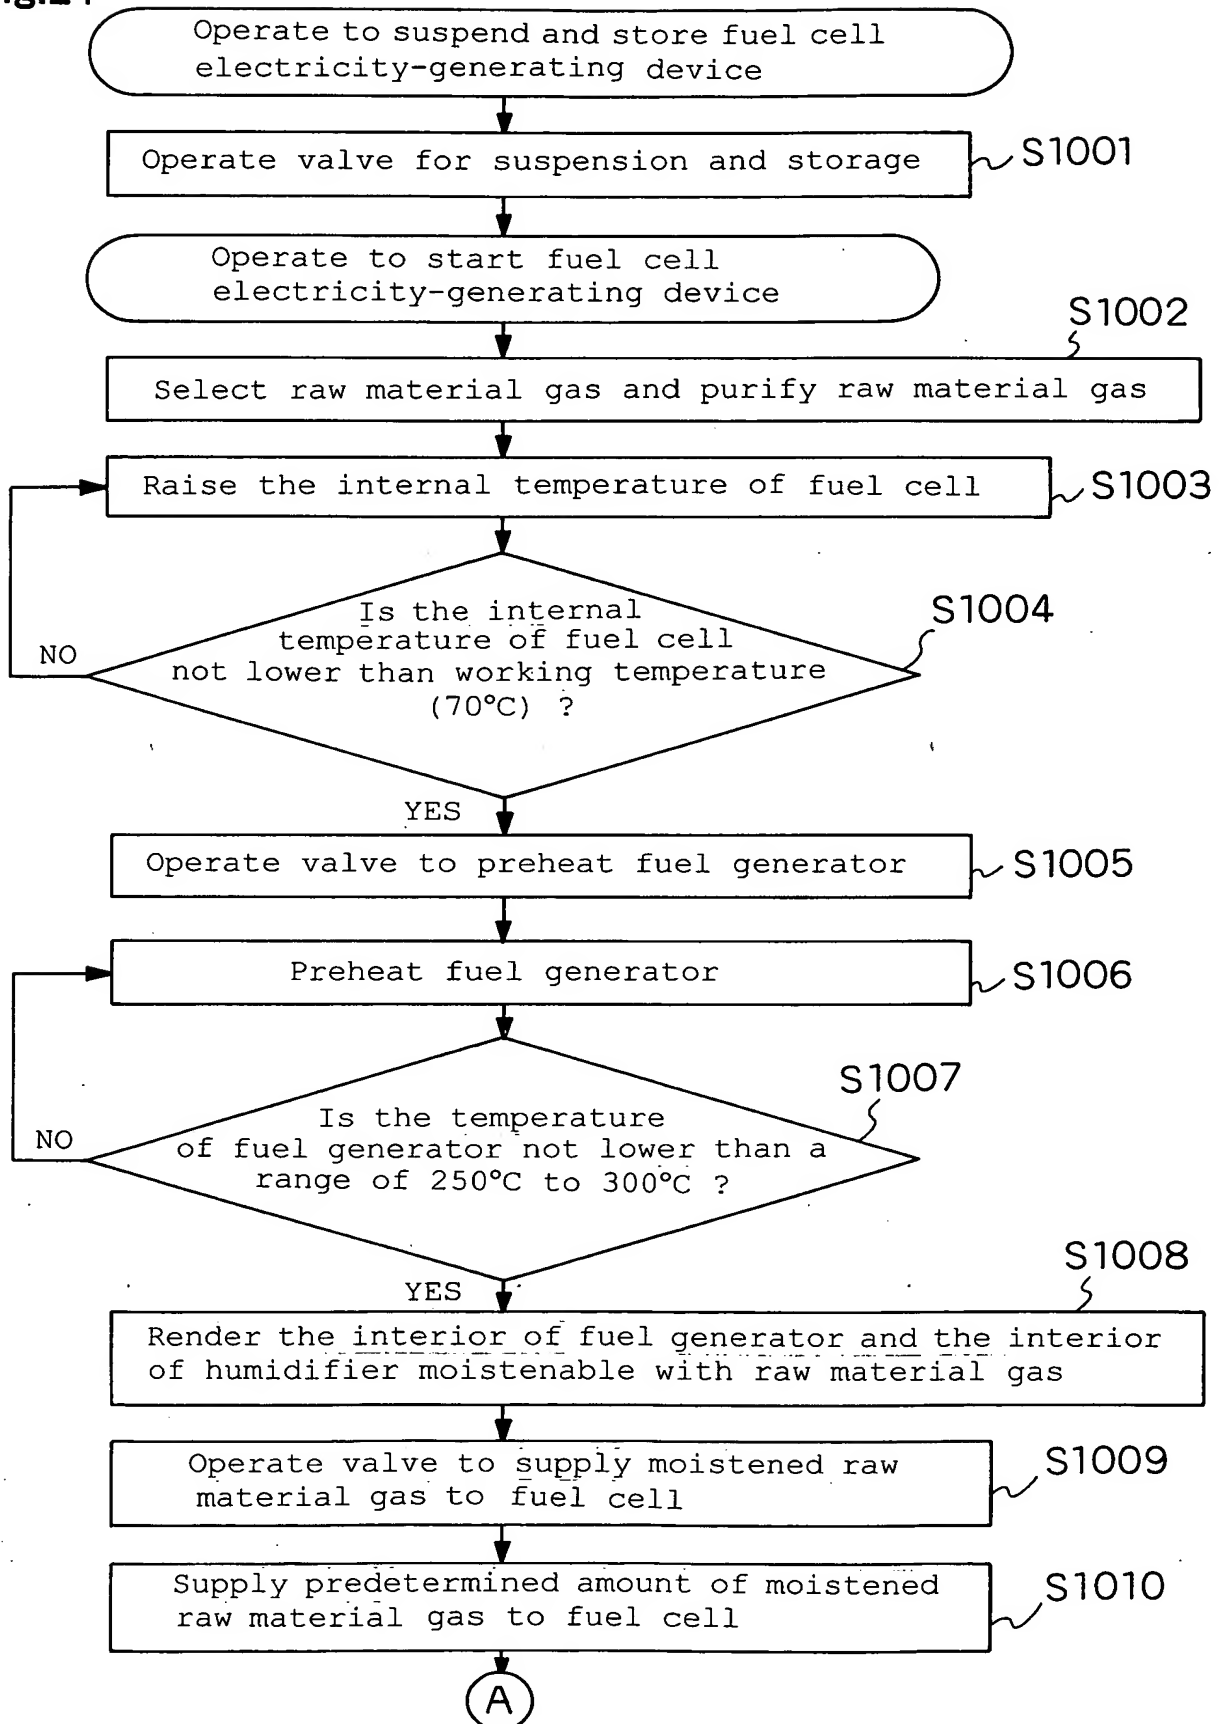 Operate to suspend and store fuel cell
electricity-generating device
Operate valve for suspension and storage
S1001
Operate to start fuel cell
electricity-generating device
S1002
Select raw material gas and purify raw material gas
Raise the internal temperature of fuel cell
S1003
Is the internal
temperature of fuel cell
not lower than working temperature
(70°C) ?
S1004
NO
YES
Operate valve to preheat fuel generator
S1005
Preheat fuel generator
S1006
S1007
Is the temperature
of fuel generator not lower than a
range of 250°C to 300°C ?
NO
YES
S1008
Render the interior of fuel generator and the interior
of humidifier moistenable with raw material gas
Operate valve to supply moistened raw
material gas to fuel cell
S1009
Supply predetermined amount of moistened
raw material gas to fuel cell
S1010
A